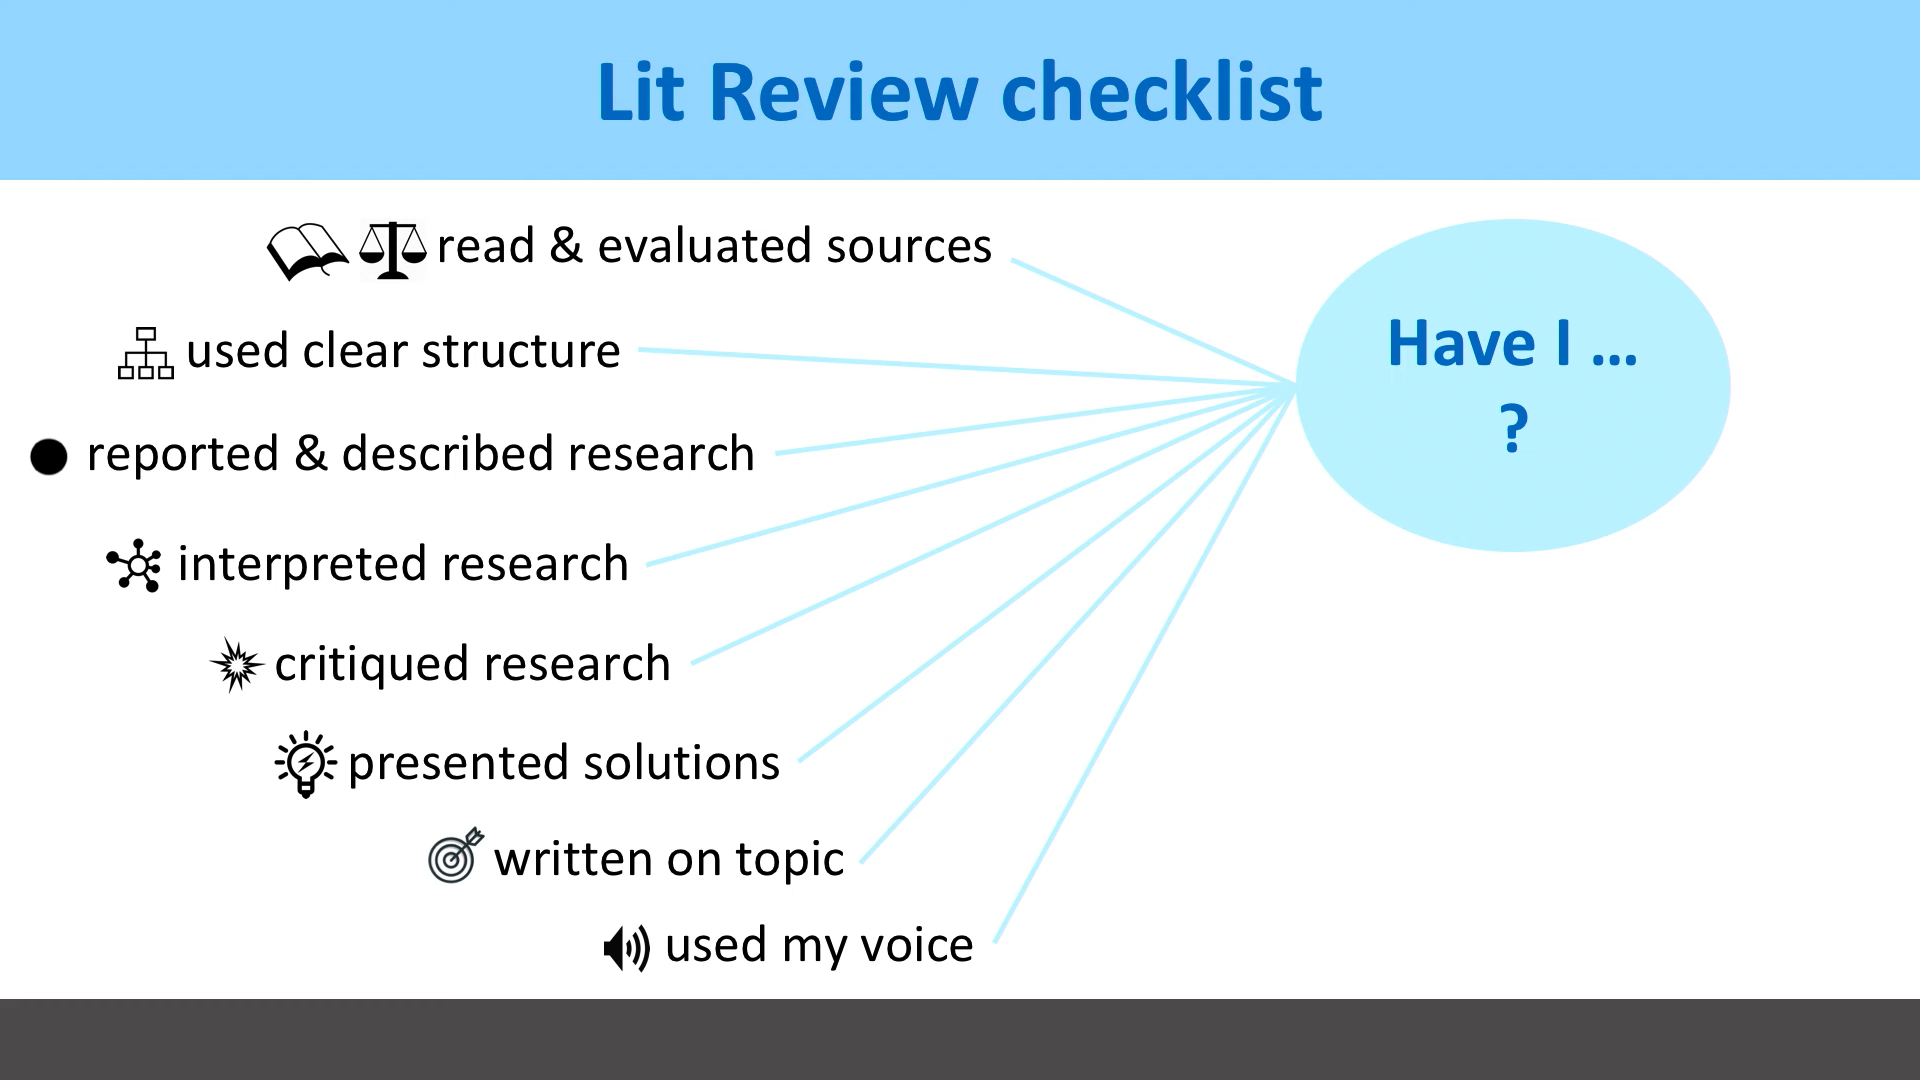 Lit Review checklist
read & evaluated sources
used clear structure
reported & described research
interpreted research
critiqued research
presented solutions
written on topic
used my voice
Have I ...
?